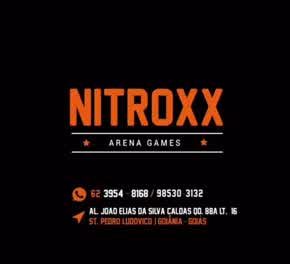 NITROXX
ARENA GAMES
62 3954 - 8168 / 98530 3132
AL. JOAO ELIAS DA SILVA CALDAS QD. 88A LT. 16
ST. PEDRO LUDOVICO | GOIÂNIA - GOIAS